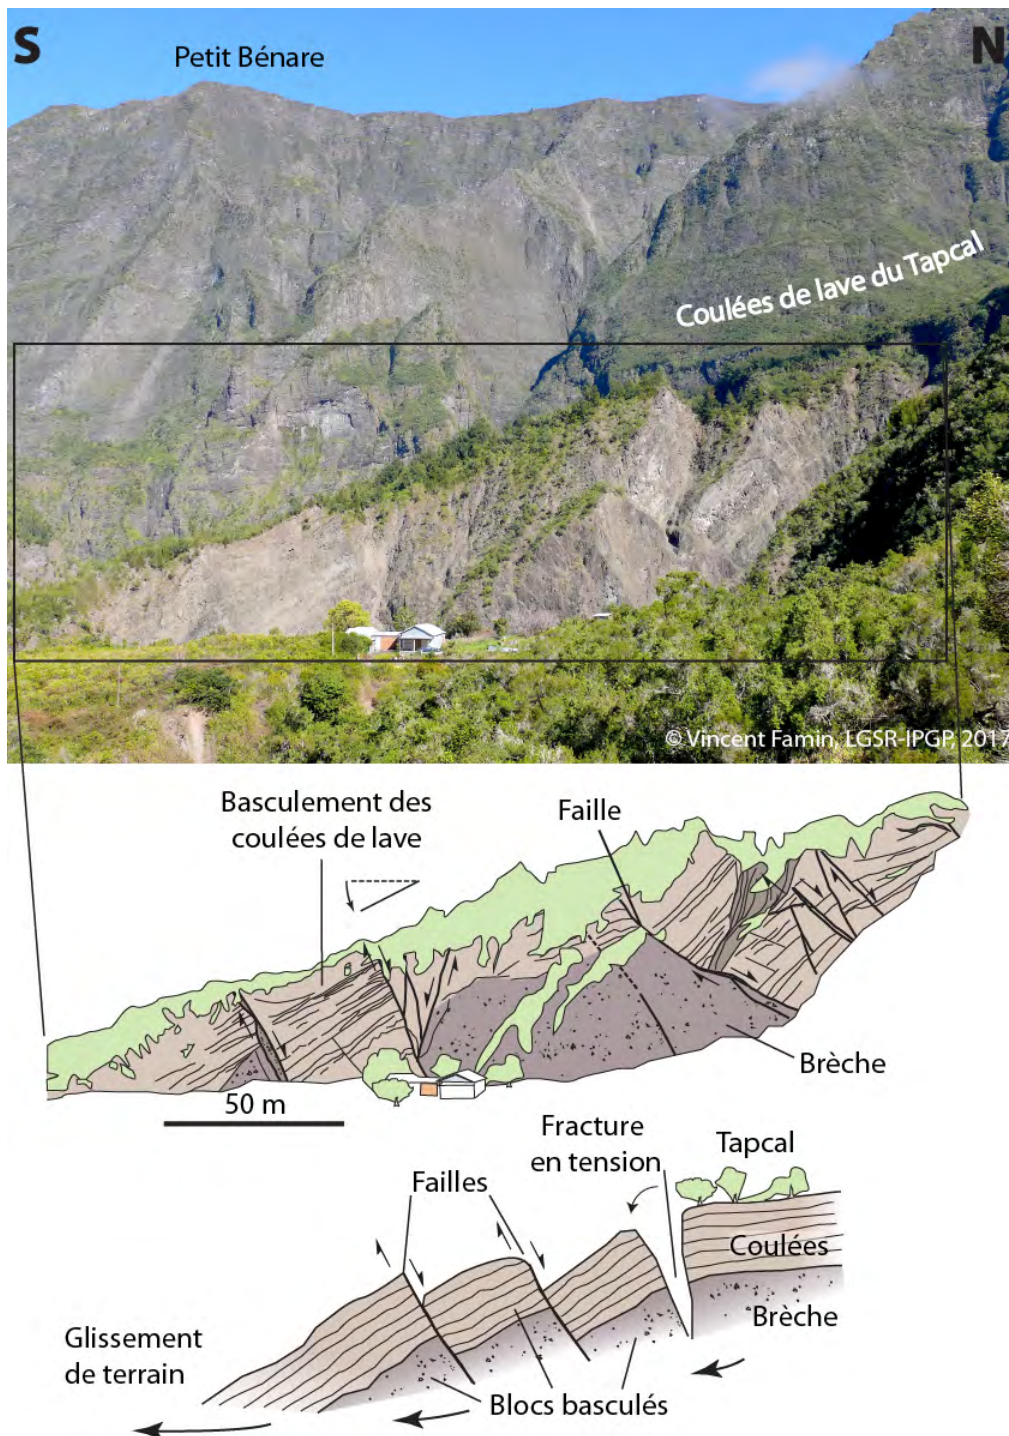 S
N
Petit Bénare
Coulées de lave du Tapcal
© Vincent Famin, LGSR-IPGP, 2017
Basculement des
coulées de lave
Faille
Brèche
50 m
Fracture
en tension
Tapcal
Failles
Coulées
Brèche
Glissement
de terrain
Blocs basculés